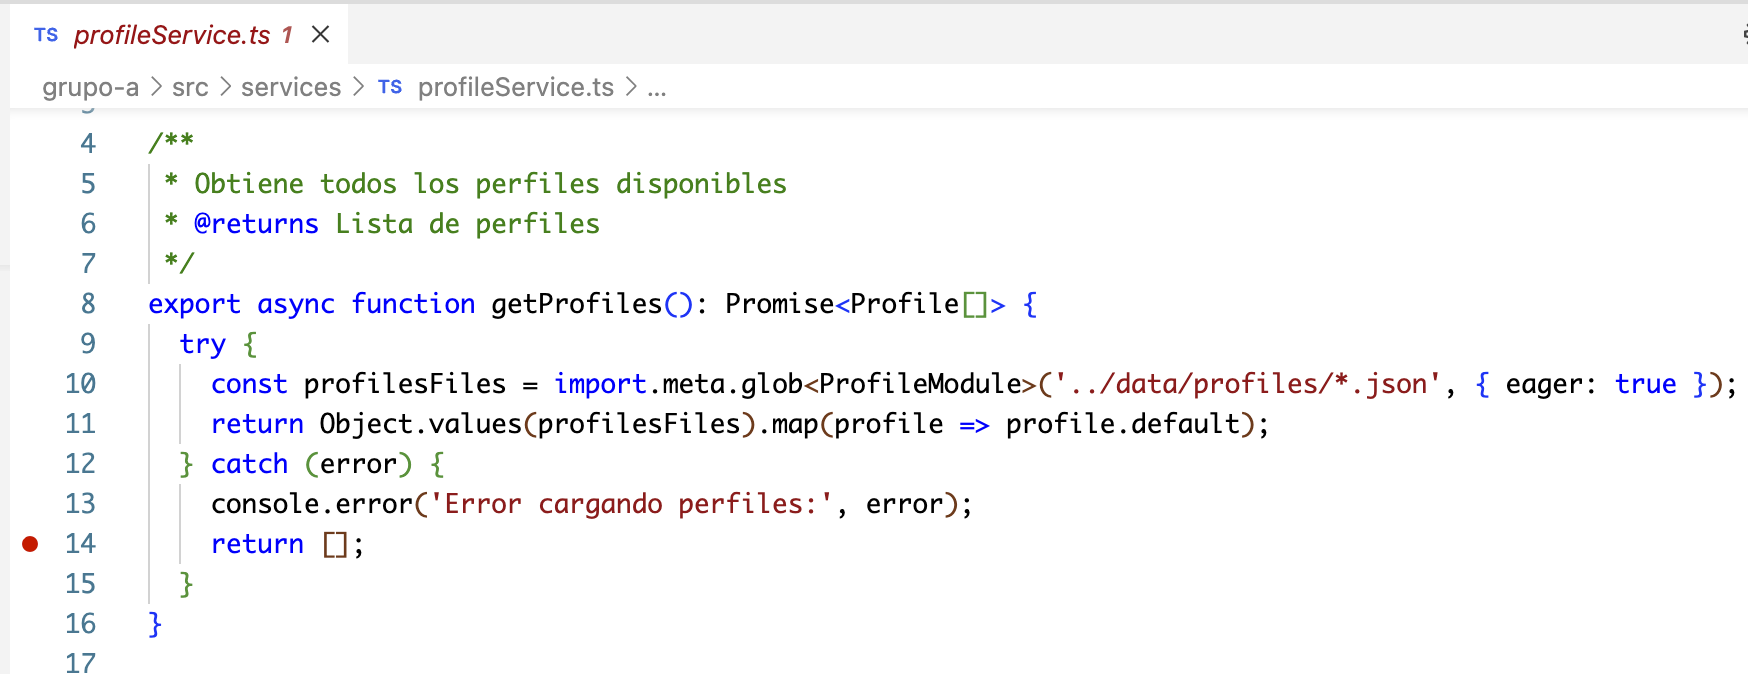 TS profileService.ts 1
grupo-a > src > services > TS profileService.ts > ...
4 /**
5 * Obtiene todos los perfiles disponibles
6 * @returns Lista de perfiles
7 */
8 export async function getProfiles(): Promise<Profile[]> {
9 try {
10 const profilesFiles = import.meta.glob<ProfileModule>('../data/profiles/*.json', { eager: true });
11 return Object.values(profilesFiles).map(profile => profile.default);
12 } catch (error) {
13 console.error('Error cargando perfiles:', error);
14 return [];
15 }
16 }
17